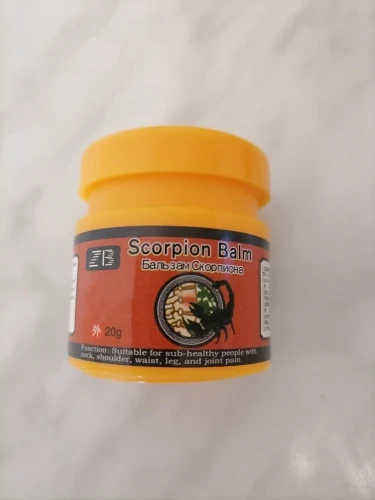 ZB
Scorpion Balm
Бальзам Скорпиона
外 20g
Function: Suitable for sub-healthy people with
neck, shoulder, waist, leg, and joint pain.